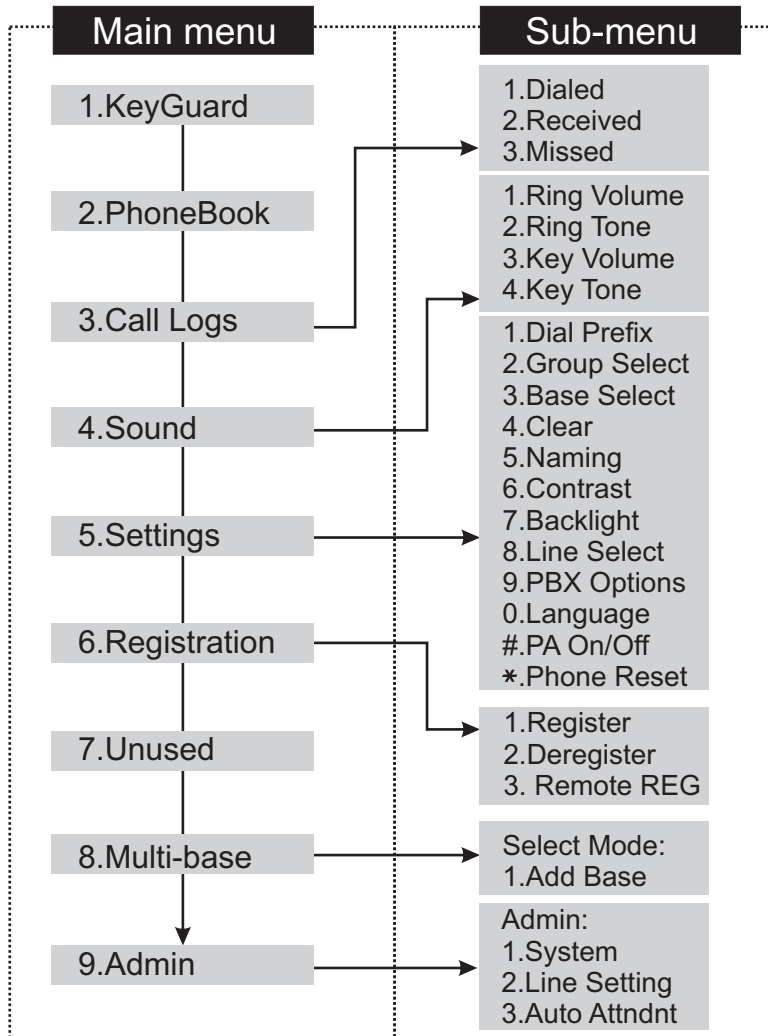 Main menu
1.KeyGuard
2.PhoneBook
3.Call Logs
4.Sound
5.Settings
6.Registration
7.Unused
8.Multi-base
9.Admin
Sub-menu
1.Dialed
2.Received
3.Missed
1.Ring Volume
2.Ring Tone
3.Key Volume
4.Key Tone
1.Dial Prefix
2.Group Select
3.Base Select
4.Clear
5.Naming
6.Contrast
7.Backlight
8.Line Select
9.PBX Options
0.Language
#.PA On/Off
*.Phone Reset
1.Register
2.Deregister
3. Remote REG
Select Mode:
1.Add Base
Admin:
1.System
2.Line Setting
3.Auto Attndnt